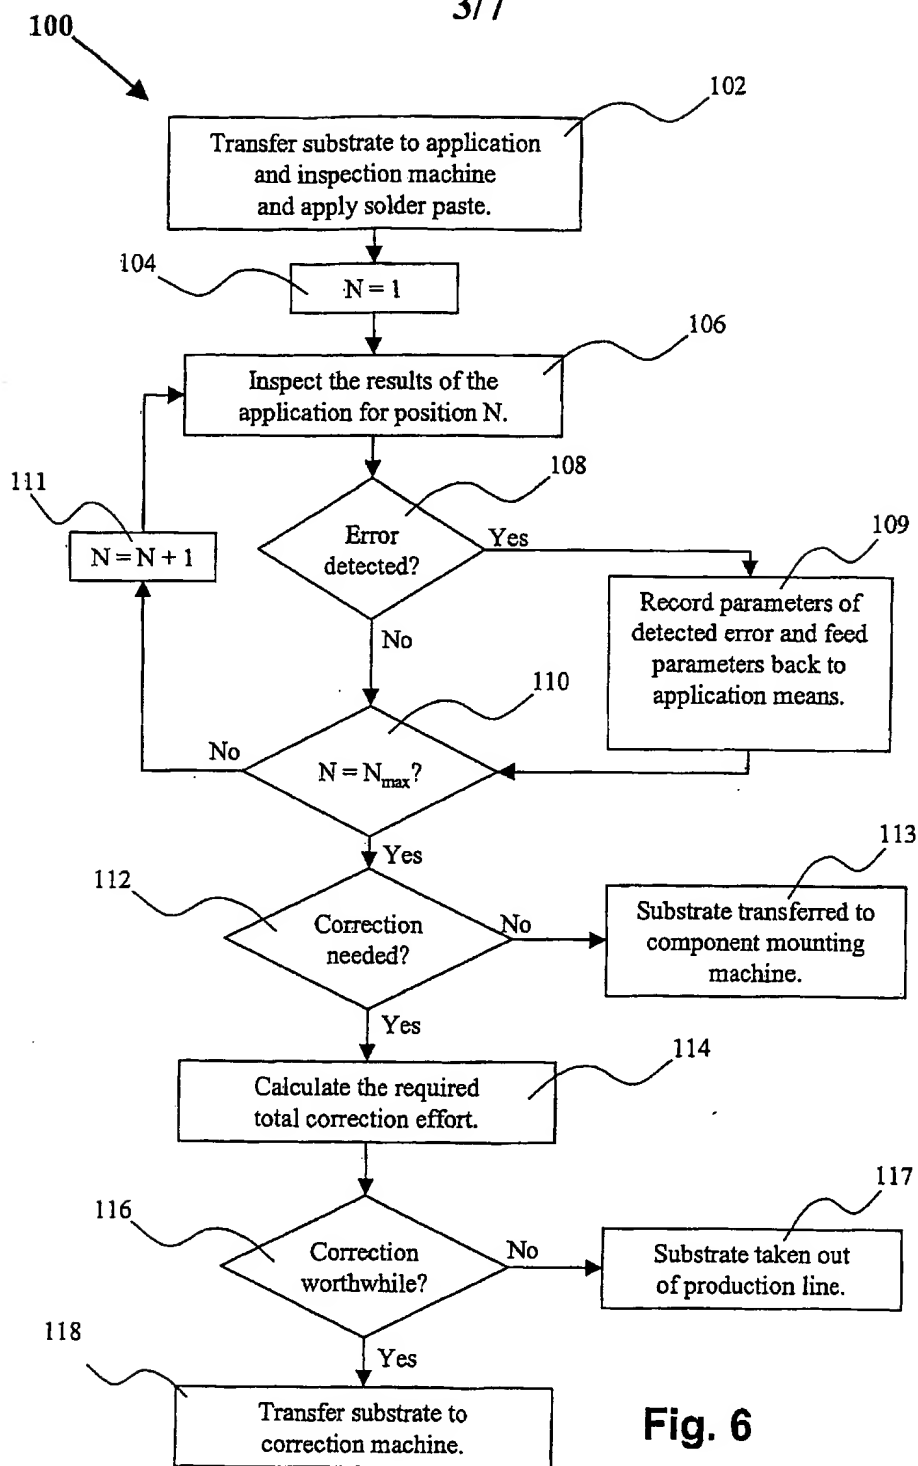 3/7
100
102
Transfer substrate to application
and inspection machine
and apply solder paste.
104
N = 1
106
Inspect the results of the
application for position N.
108
111
Error
detected?
Yes
109
N = N + 1
Record parameters of
detected error and feed
parameters back to
application means.
No
110
No
N = Nmax?
Yes
113
112
Correction
needed?
No
Substrate transferred to
component mounting
machine.
Yes
114
Calculate the required
total correction effort.
117
116
Correction
worthwhile?
No
Substrate taken out
of production line.
118
Yes
Transfer substrate to
correction machine.
Fig. 6